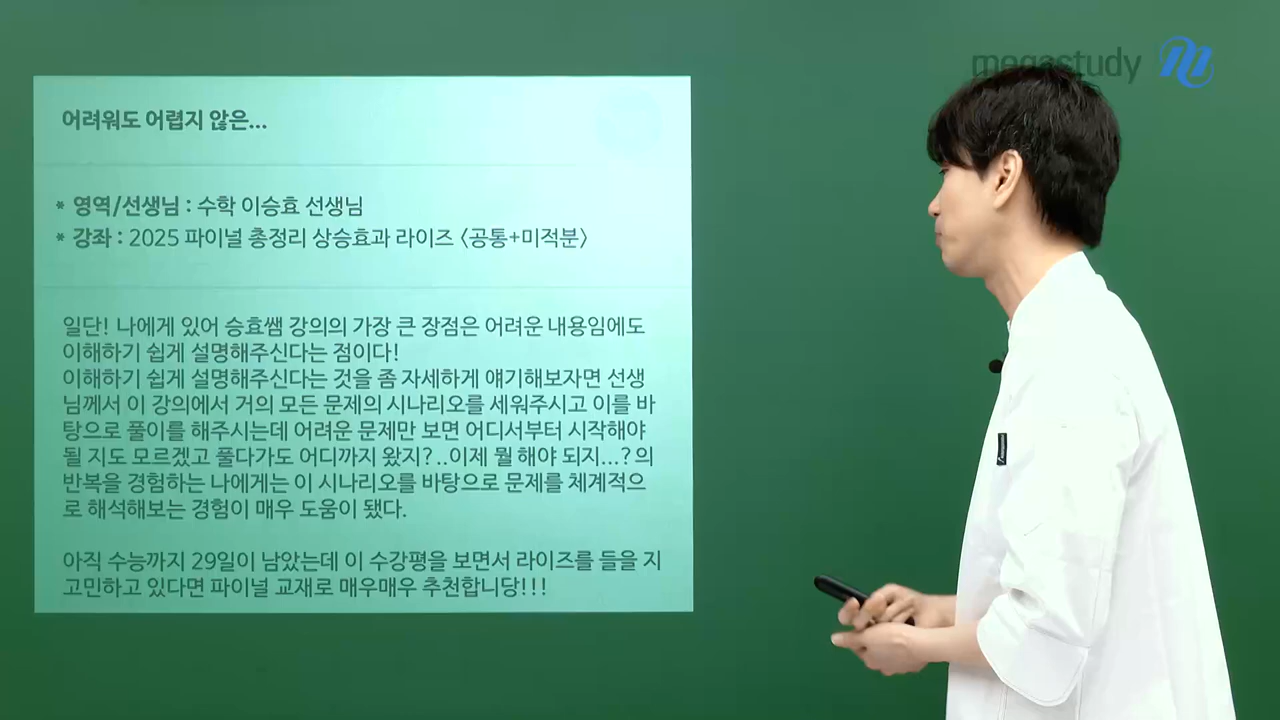 megastudy
어려워도 어렵지 않은...
* 영역/선생님 : 수학 이승효 선생님
* 강좌 : 2025 파이널 총정리 상승효과 라이즈 <공통+미적분>
일단! 나에게 있어 승효쌤 강의의 가장 큰 장점은 어려운 내용임에도
이해하기 쉽게 설명해주신다는 점이다!
이해하기 쉽게 설명해주신다는 것을 좀 자세하게 얘기해보자면 선생
님께서 이 강의에서 거의 모든 문제의 시나리오를 세워주시고 이를 바
탕으로 풀이를 해주시는데 어려운 문제만 보면 어디서부터 시작해야
될 지도 모르겠고 풀다가도 어디까지 왔지?..이제 뭘 해야 되지...?의
반복을 경험하는 나에게는 이 시나리오를 바탕으로 문제를 체계적으
로 해석해보는 경험이 매우 도움이 됐다.
아직 수능까지 29일이 남았는데 이 수강평을 보면서 라이즈를 들을 지
고민하고 있다면 파이널 교재로 매우매우 추천합니당!!!